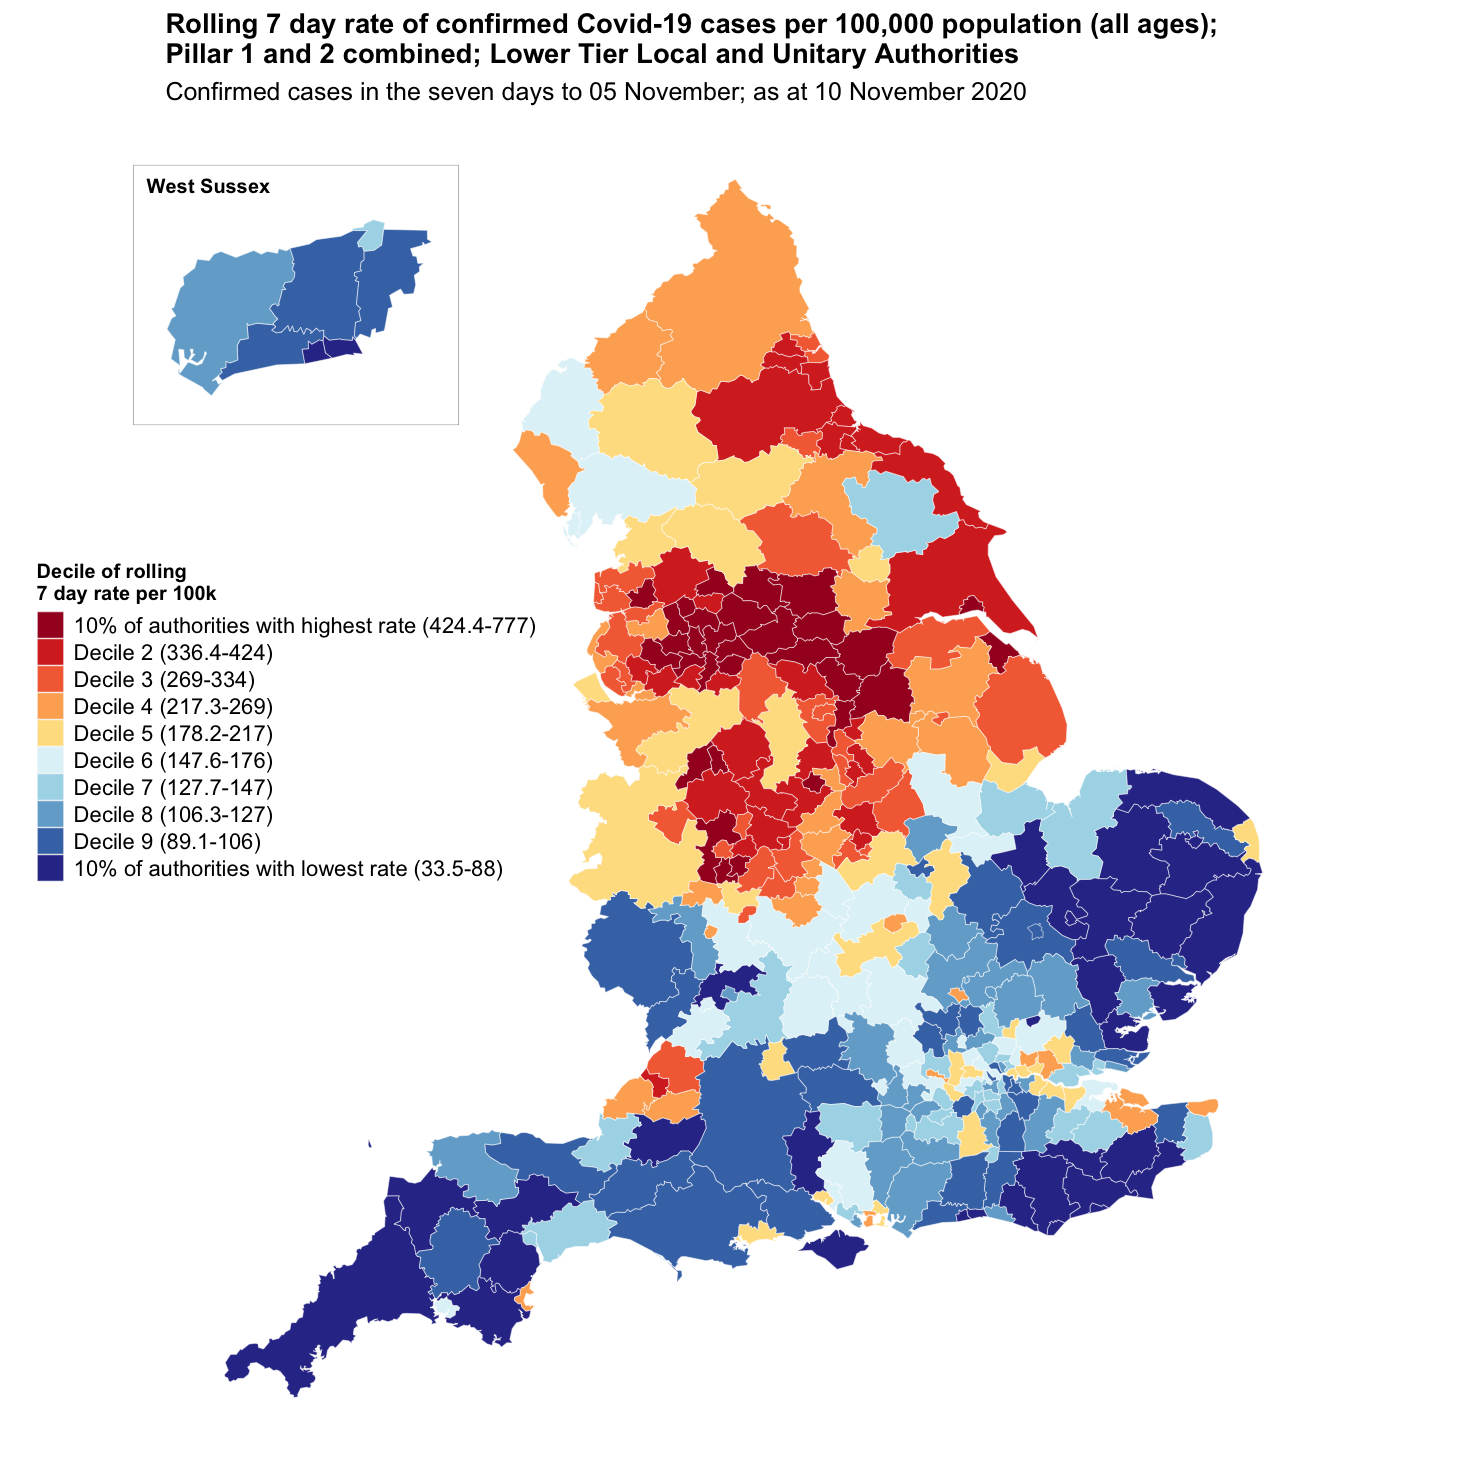 Rolling 7 day rate of confirmed Covid-19 cases per 100,000 population (all ages);
Pillar 1 and 2 combined; Lower Tier Local and Unitary Authorities
Confirmed cases in the seven days to 05 November; as at 10 November 2020
West Sussex
Decile of rolling
7 day rate per 100k
10% of authorities with highest rate (424.4-777)
Decile 2 (336.4-424)
Decile 3 (269-334)
Decile 4 (217.3-269)
Decile 5 (178.2-217)
Decile 6 (147.6-176)
Decile 7 (127.7-147)
Decile 8 (106.3-127)
Decile 9 (89.1-106)
10% of authorities with lowest rate (33.5-88)